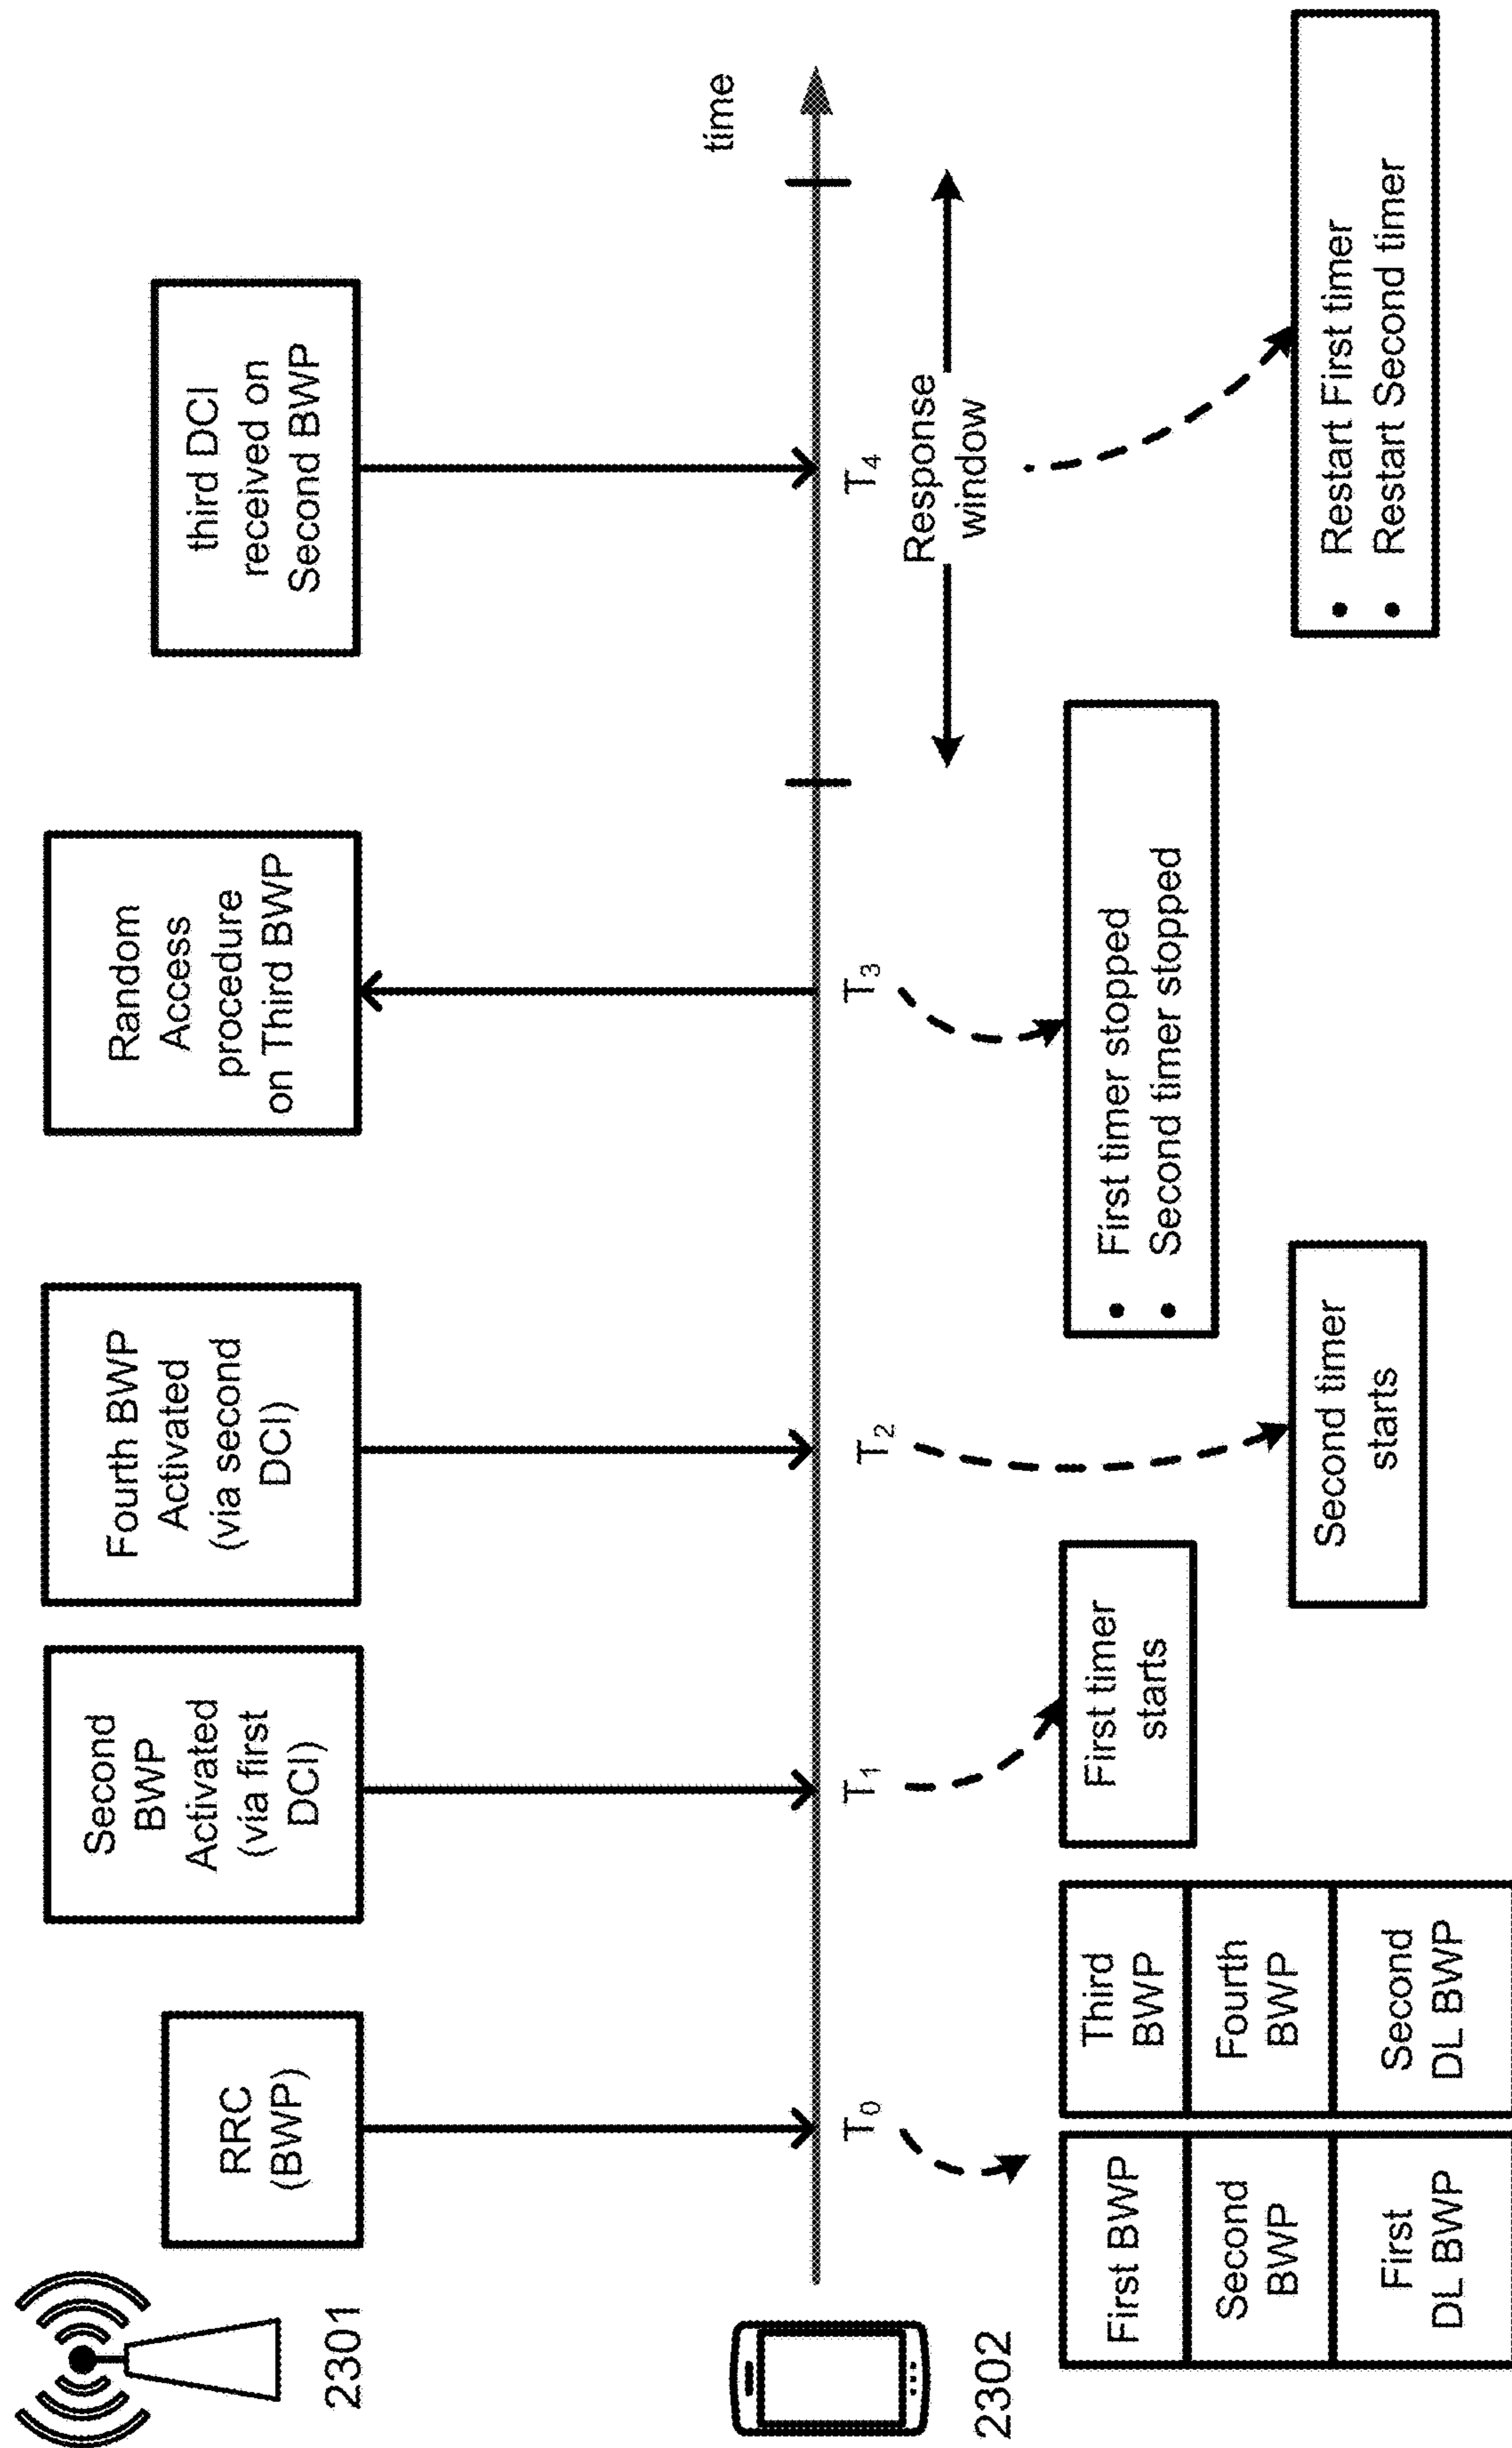 2301
RRC
(BWP)
Second
BWP
Activated
(via first
DCI)
Fourth BWP
Activated
(via second
DCI)
Random
Access
procedure
on Third BWP
third DCI
received on
Second BWP
time
2302
T0
T1
T2
T3
T4
Response
window
First BWP
Second
BWP
First
DL BWP
Third
BWP
Fourth
BWP
Second
DL BWP
First timer
starts
Second timer
starts
• First timer stopped
• Second timer stopped
• Restart First timer
• Restart Second timer